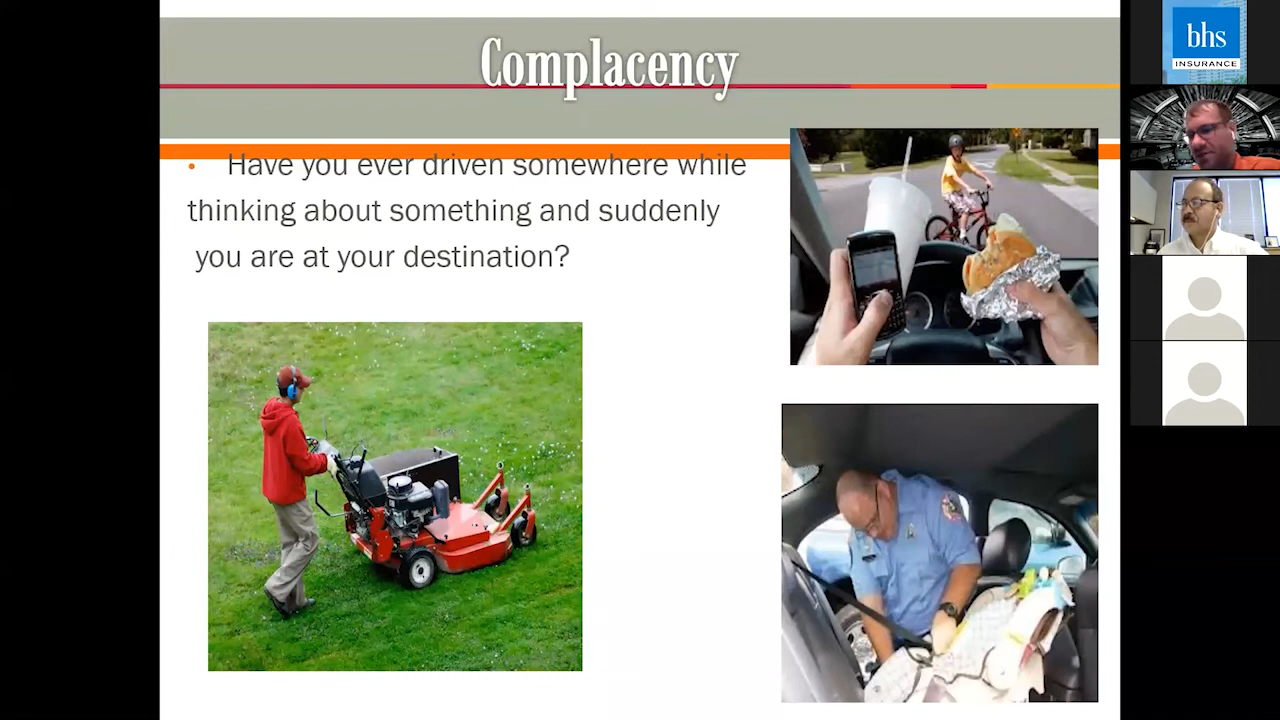 Complacency
• Have you ever driven somewhere while
thinking about something and suddenly
you are at your destination?
bhs
INSURANCE